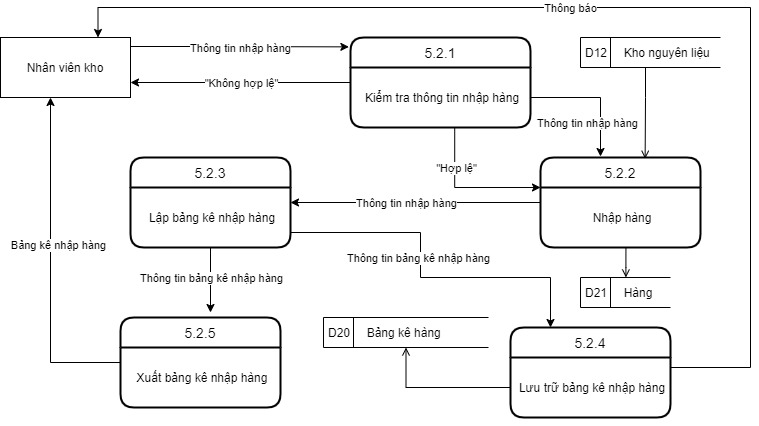 Thông báo
Nhân viên kho
Thông tin nhập hàng
"Không hợp lệ"
5.2.1
Kiểm tra thông tin nhập hàng
D12
Kho nguyên liệu
Thông tin nhập hàng
"Hợp lệ"
5.2.3
Lập bảng kê nhập hàng
Thông tin nhập hàng
5.2.2
Nhập hàng
Bảng kê nhập hàng
Thông tin bảng kê nhập hàng
Thông tin bảng kê nhập hàng
D21
Hàng
5.2.5
Xuất bảng kê nhập hàng
D20
Bảng kê hàng
5.2.4
Lưu trữ bảng kê nhập hàng